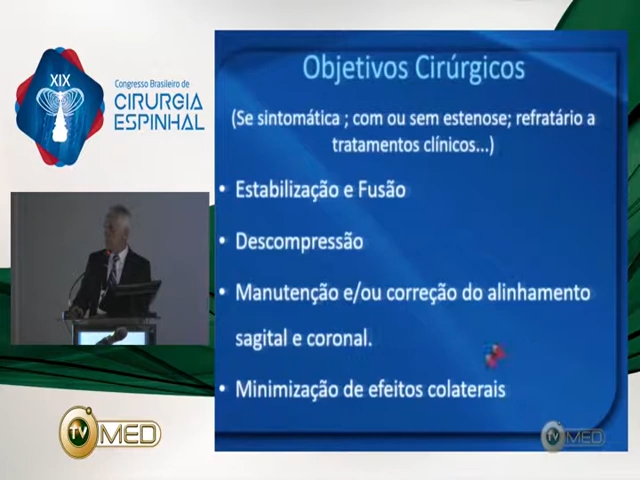 XIX
Congresso Brasileiro de
CIRURGIA
ESPINHAL
Objetivos Cirúrgicos
(Se sintomática ; com ou sem estenose; refratário a
tratamentos clínicos...)
• Estabilização e Fusão
• Descompressão
• Manutenção e/ou correção do alinhamento
sagital e coronal.
• Minimização de efeitos colaterais
TV MED
TV MED